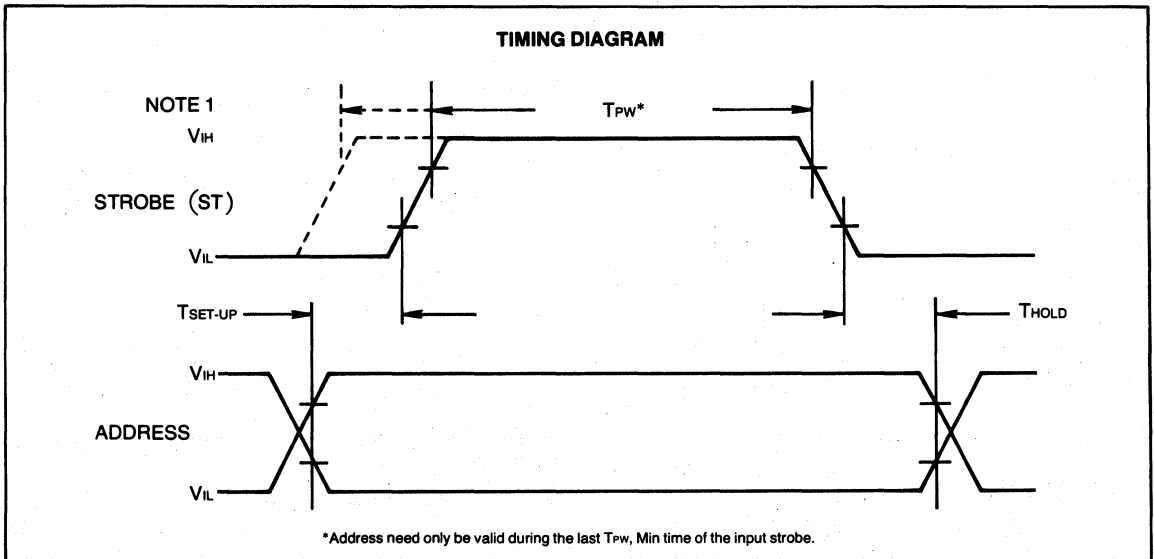 TIMING DIAGRAM
NOTE 1
TPW*
VIH
STROBE (ST)
VIL
TSET-UP
THOLD
VIH
ADDRESS
VIL
*Address need only be valid during the last TPW, Min time of the input strobe.